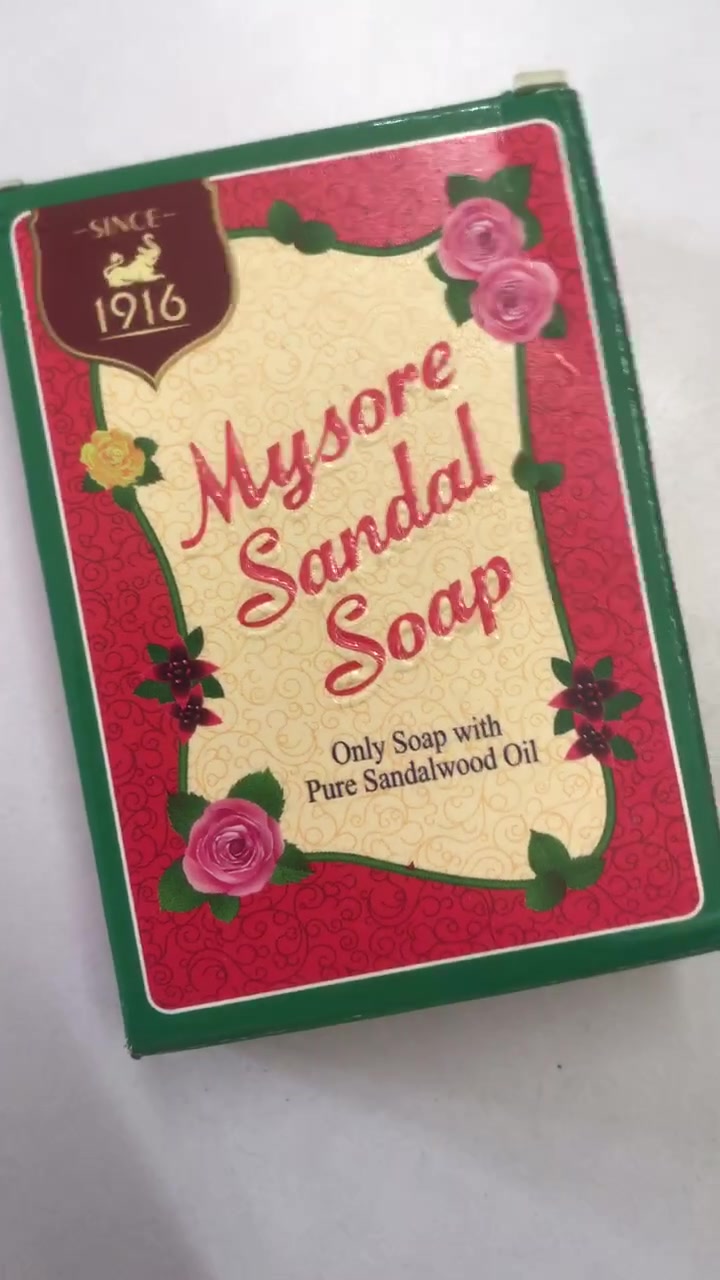 -SINCE-
1916
Mysore
Sandal
Soap
Only Soap with
Pure Sandalwood Oil